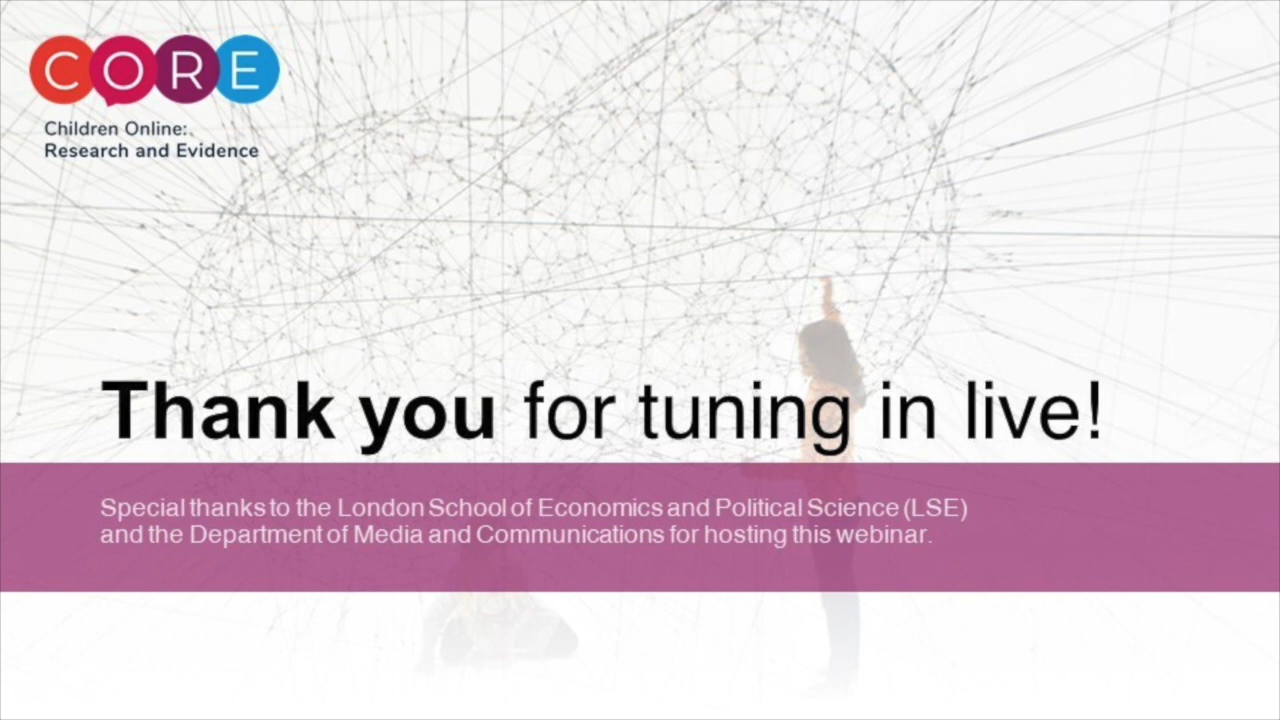 CORE
Children Online:
Research and Evidence
Thank you for tuning in live!
Special thanks to the London School of Economics and Political Science (LSE)
and the Department of Media and Communications for hosting this webinar.